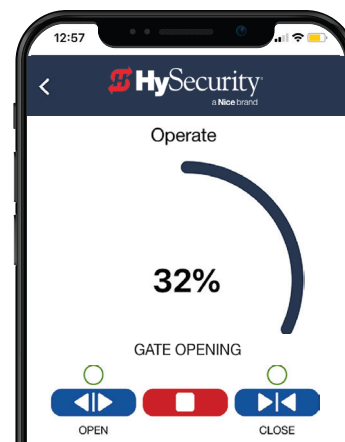 12:57
HySecurity
a Nice brand
Operate
32%
GATE OPENING
OPEN
CLOSE